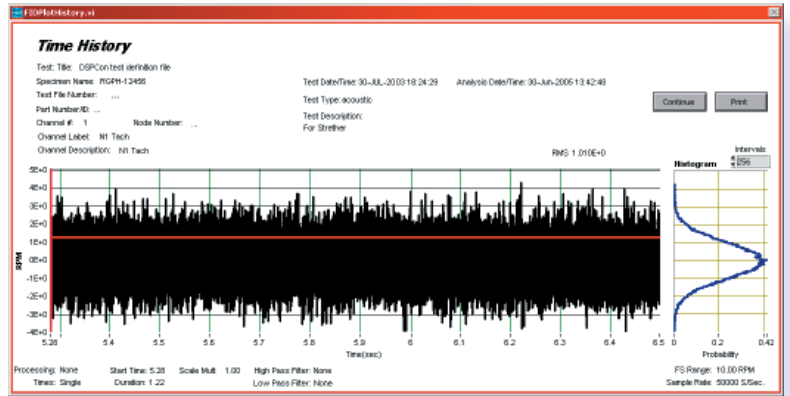 FIDPlotHistory.vi
Time History
Test: Title: DSPCon test definition file
Specimen Name: RGPH-12456
Test File Number: ...
Part Number/ID: ...
Channel #: 1 Node Number: ...
Channel Label: N1 Tach
Channel Description: N1 Tach
Test Date/Time: 30-JUL-2003 18:24:29 Analysis Date/Time: 30-Jun-2005 13:42:48
Test Type: acoustic
Test Description:
For Strether
Continue Print
RMS 1.010E+0
Intervals
Histogram 256
5E+0
4E+0
3E+0
2E+0
1E+0
0E+0
-1E+0
-2E+0
-3E+0
-4E+0
RPM
5.28 5.4 5.5 5.6 5.7 5.8 5.9 6 6.1 6.2 6.3 6.4 6.5
Time(sec)
0 0.2 0.42
Probability
Processing: None Start Time: 5.28 Scale Mult: 1.00 High Pass Filter: None
Times: Single Duration: 1.22 Low Pass Filter: None
FS Range: 10.00 RPM
Sample Rate: 50000 S/Sec.